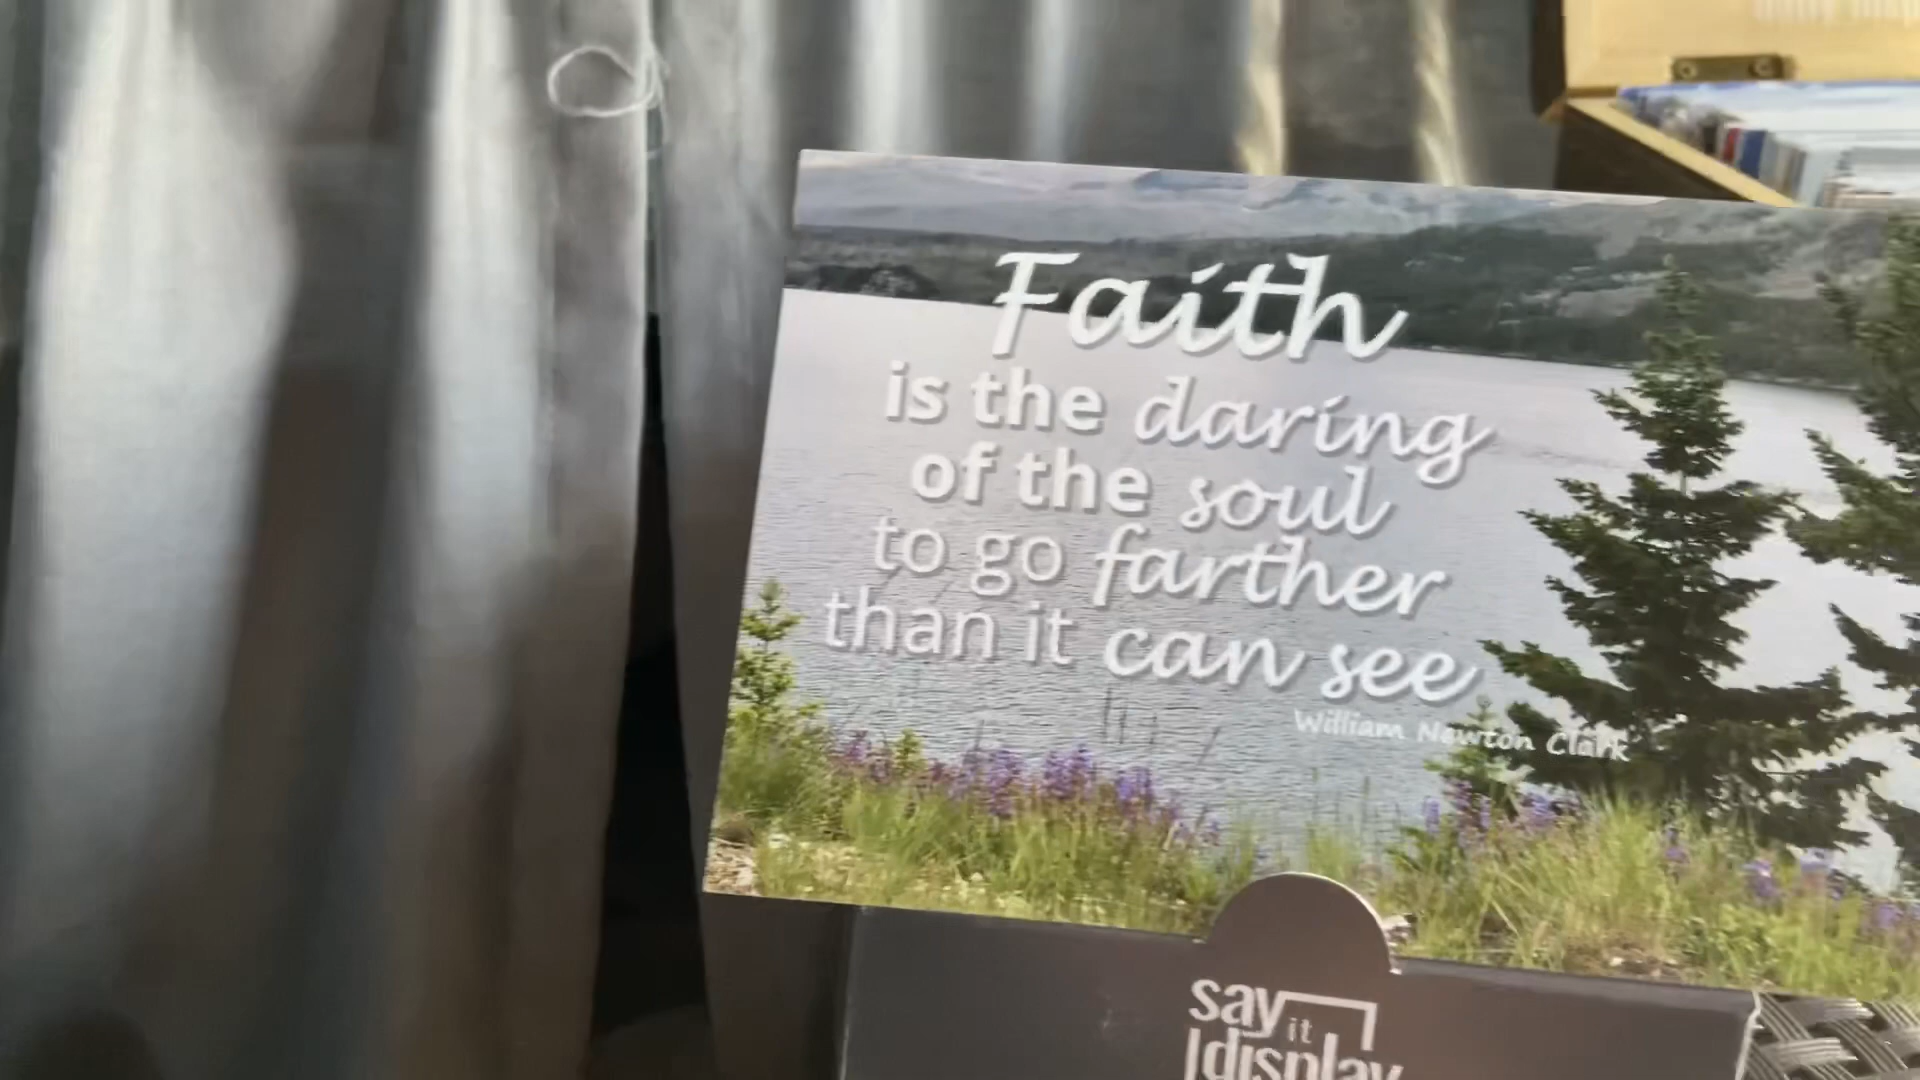 Faith
is the daring
of the soul
to go farther
than it can see
William Newton Clark
say it
display